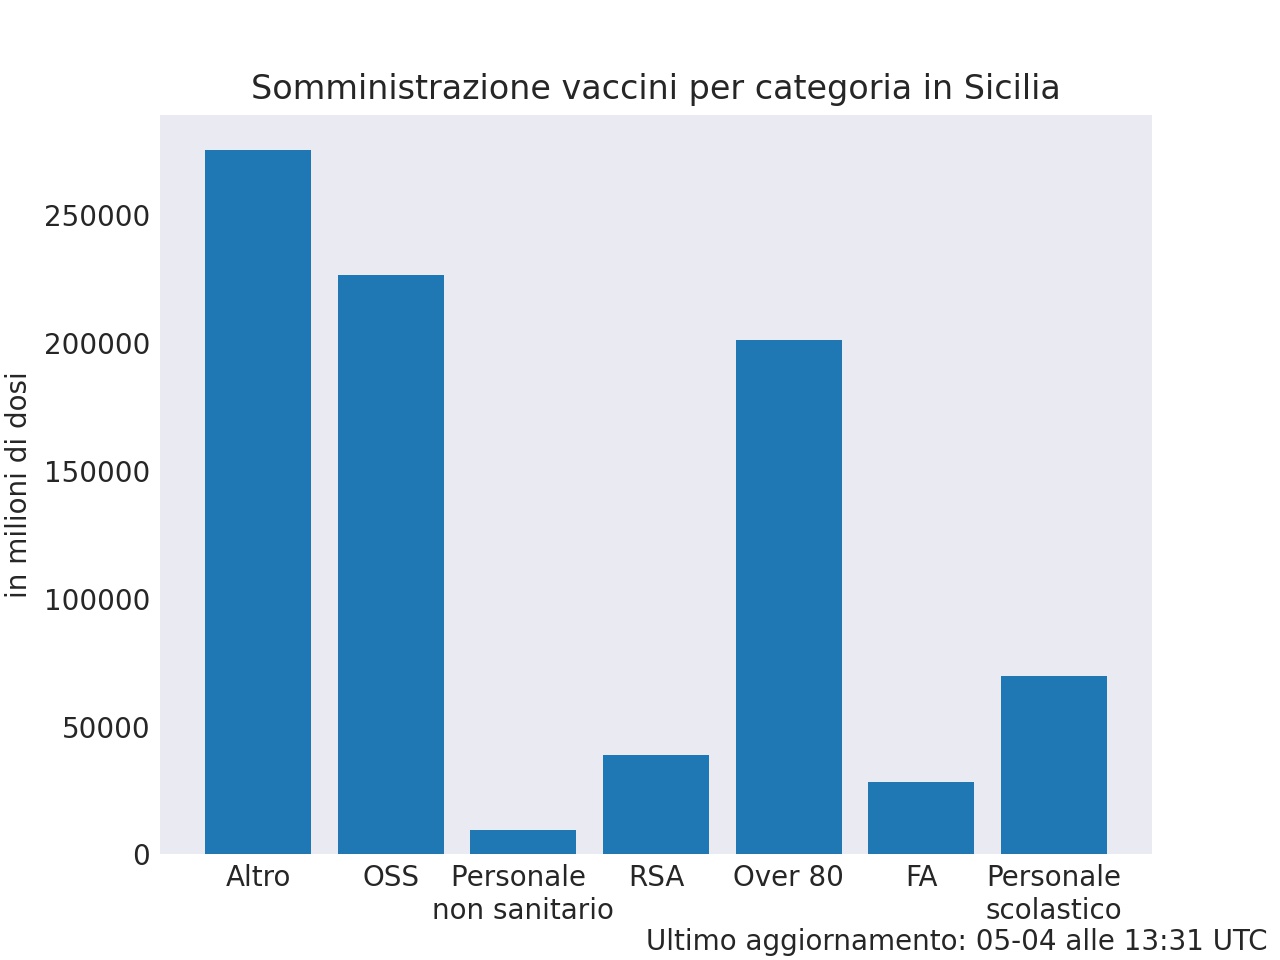 Somministrazione vaccini per categoria in Sicilia
in milioni di dosi
250000
200000
150000
100000
50000
0
Altro
OSS
Personale
non sanitario
RSA
Over 80
FA
Personale
scolastico
Ultimo aggiornamento: 05-04 alle 13:31 UTC